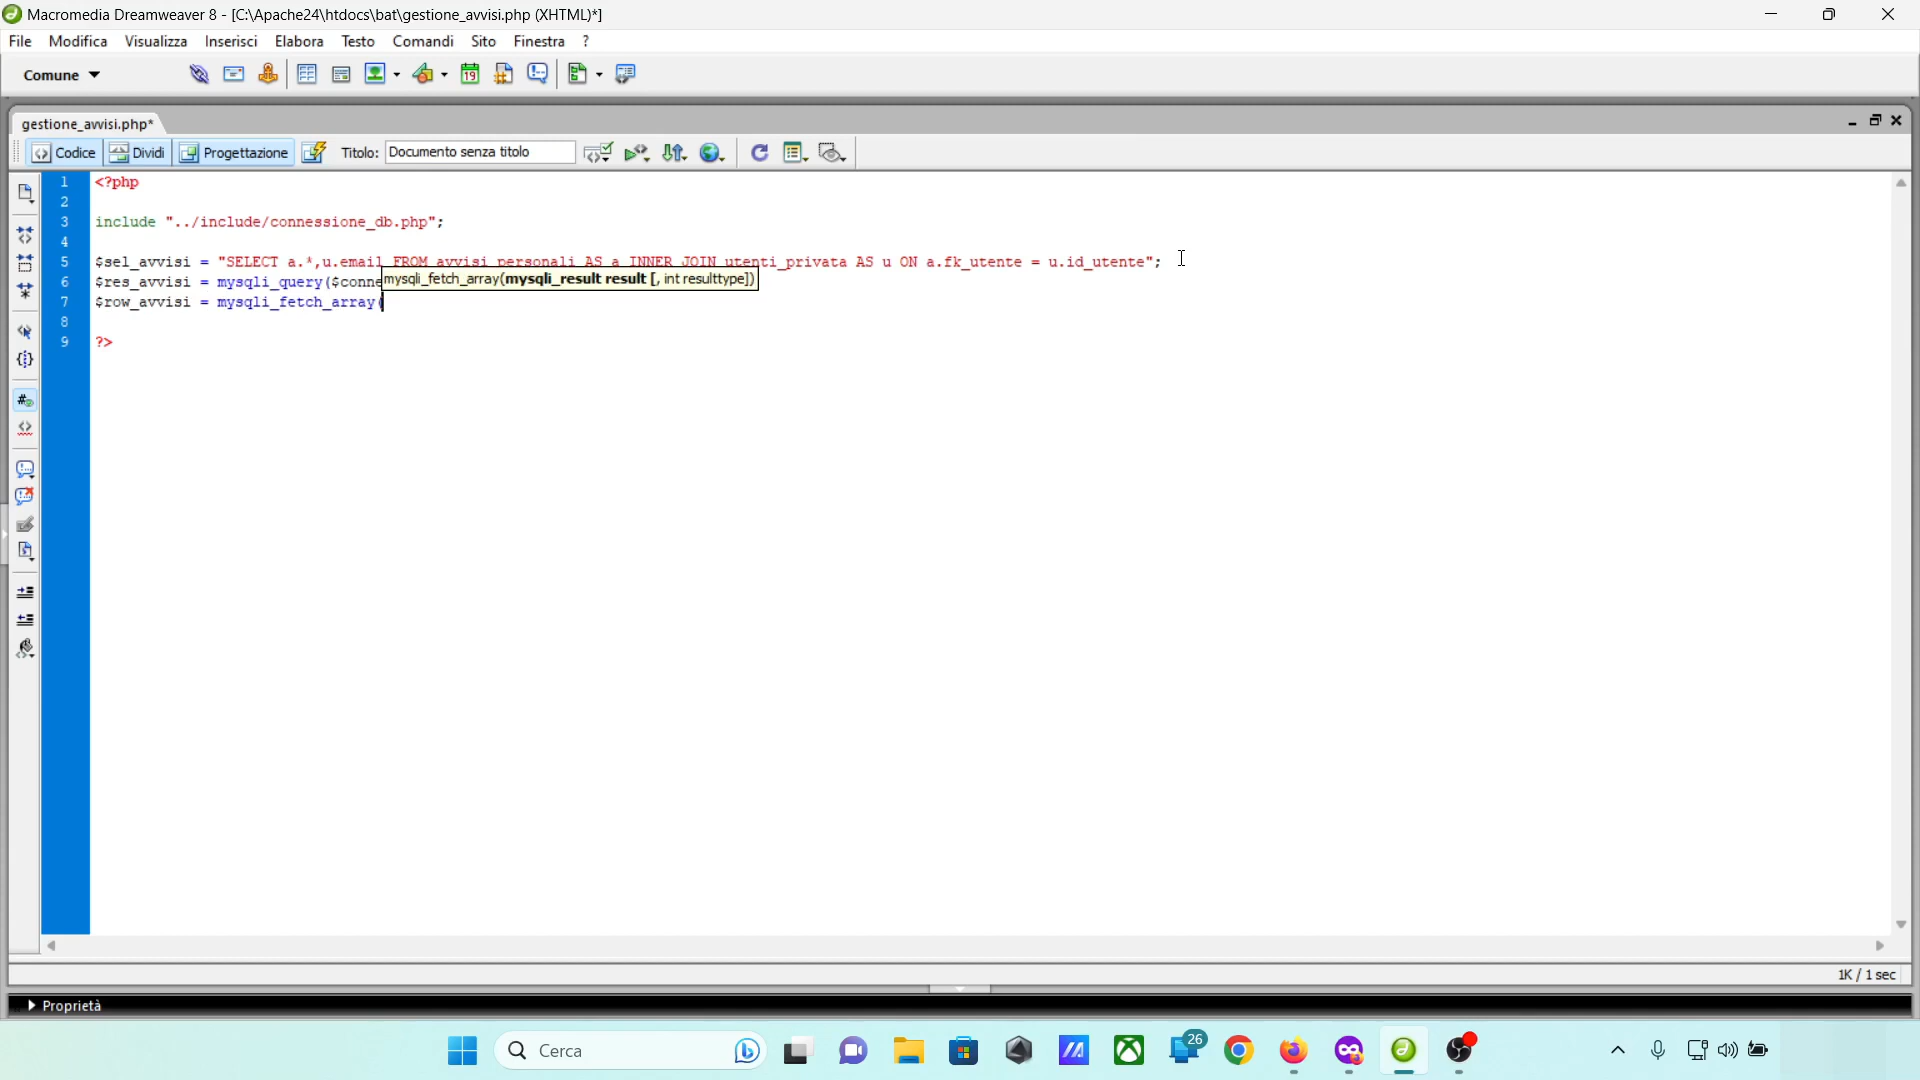 Macromedia Dreamweaver 8 - [C:\Apache24\htdocs\bat\gestione_avvisi.php (XHTML)*]
File Modifica Visualizza Inserisci Elabora Testo Comandi Sito Finestra ?
Comune
19
gestione_avvisi.php*
Codice Dividi Progettazione Titolo: Documento senza titolo
1 <?php
2
3 include "../include/connessione_db.php";
4
5 $sel_avvisi = "SELECT a.*,u.email FROM avvisi_personali AS a INNER JOIN utenti_privata AS u ON a.fk_utente = u.id_utente";
mysqli_fetch_array(mysqli_result result [, int resulttype])
6 $res_avvisi = mysqli_query($conne
7 $row_avvisi = mysqli_fetch_array(
8
9 ?>
1K / 1 sec
Proprietà
Cerca
26